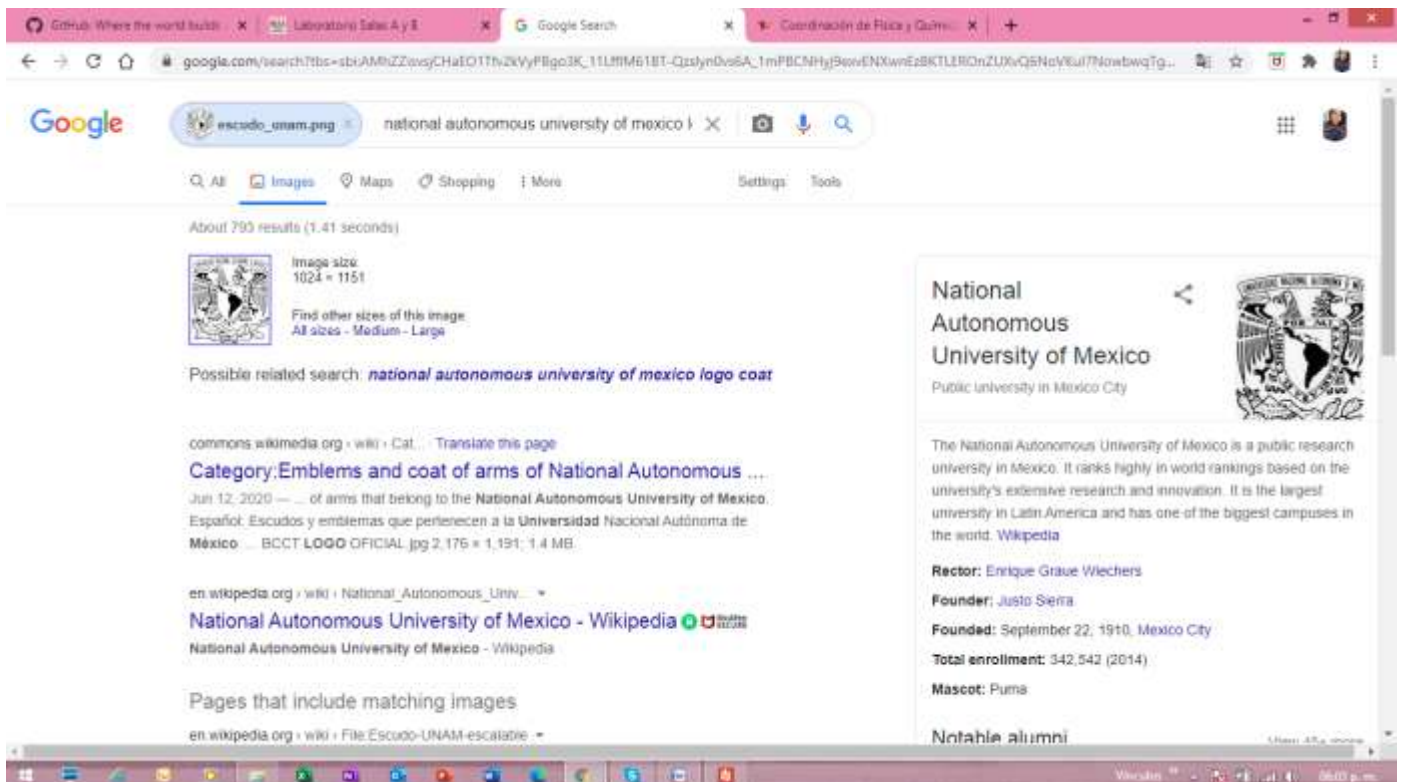 GitHub: Where the world builds
Laboratorio Salas A y B
Google Search
Coordinación de Física y Químic
Google
escudo_unam.png
national autonomous university of mexico l
All
Images
Maps
Shopping
More
Settings
Tools
About 793 results (1.41 seconds)
Image size:
1024 × 1151
Find other sizes of this image:
All sizes - Medium - Large
Possible related search: national autonomous university of mexico logo coat
commons.wikimedia.org › wiki › Cat... Translate this page
Category:Emblems and coat of arms of National Autonomous ...
Jun 12, 2020 — ... of arms that belong to the National Autonomous University of Mexico.
Español: Escudos y emblemas que pertenecen a la Universidad Nacional Autónoma de
México. ... BCCT LOGO OFICIAL.jpg 2,176 × 1,191; 1.4 MB.
en.wikipedia.org › wiki › National_Autonomous_Univ...
National Autonomous University of Mexico - Wikipedia
National Autonomous University of Mexico - Wikipedia
Pages that include matching images
en.wikipedia.org › wiki › File:Escudo-UNAM-escalable
National
Autonomous
University of Mexico
Public university in Mexico City
The National Autonomous University of Mexico is a public research
university in Mexico. It ranks highly in world rankings based on the
university's extensive research and innovation. It is the largest
university in Latin America and has one of the biggest campuses in
the world. Wikipedia
Rector: Enrique Graue Wiechers
Founder: Justo Sierra
Founded: September 22, 1910, Mexico City
Total enrollment: 342,542 (2014)
Mascot: Puma
Notable alumni